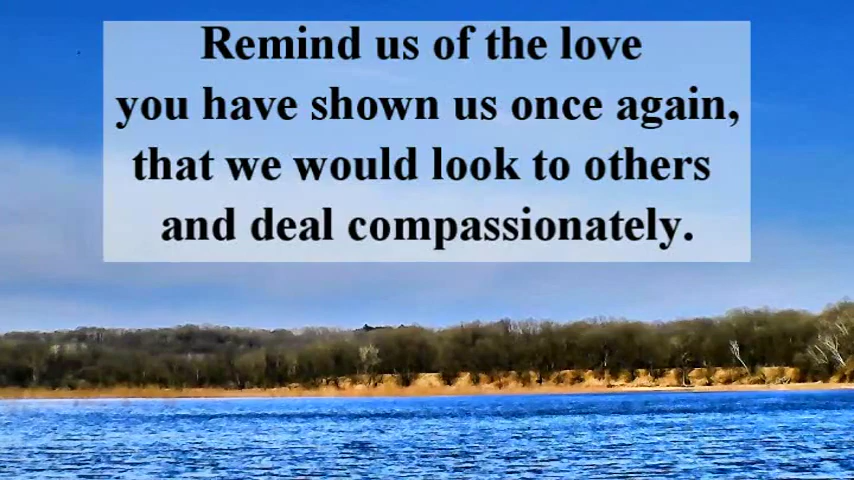 Remind us of the love
you have shown us once again,
that we would look to others
and deal compassionately.